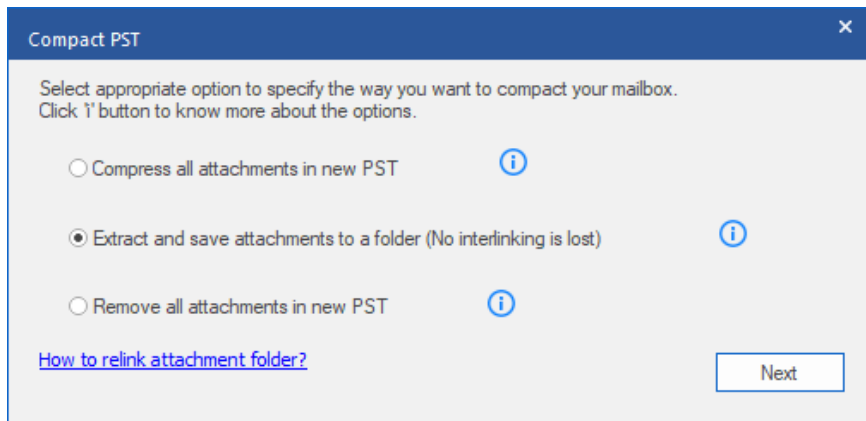 Compact PST
Select appropriate option to specify the way you want to compact your mailbox.
Click 'i' button to know more about the options.
Compress all attachments in new PST
Extract and save attachments to a folder (No interlinking is lost)
Remove all attachments in new PST
How to relink attachment folder?
Next